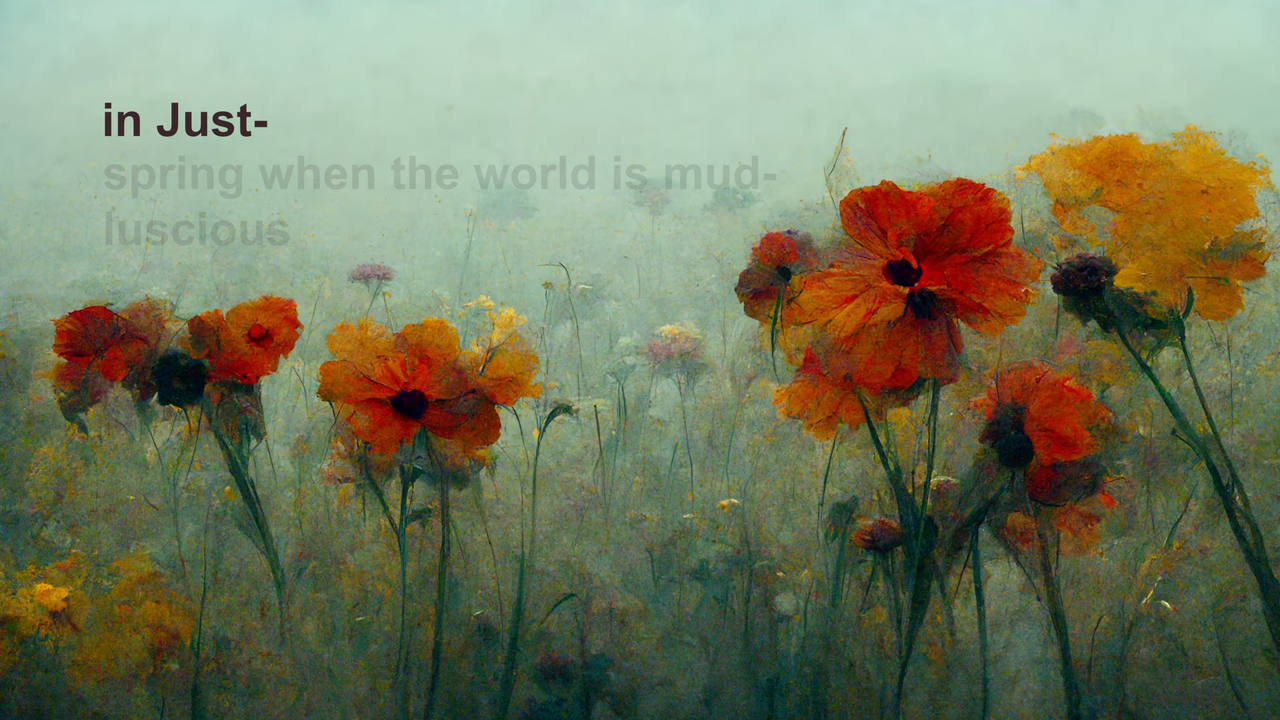 in Just-
spring when the world is mud-
luscious